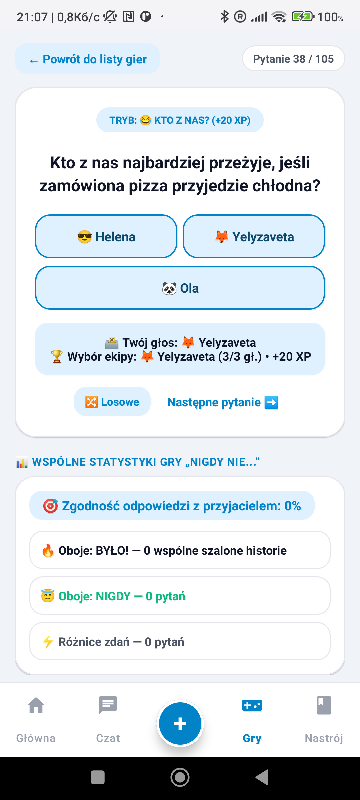 21:07 | 0,8Кб/с
100%
← Powrót do listy gier
Pytanie 38 / 105
TRYB: 😂 KTO Z NAS? (+20 XP)
Kto z nas najbardziej przeżyje, jeśli
zamówiona pizza przyjedzie chłodna?
😎 Helena
🦊 Yelyzaveta
🐼 Ola
🗳️ Twój głos: 🦊 Yelyzaveta
🏆 Wybór ekipy: 🦊 Yelyzaveta (3/3 gł.) • +20 XP
🔀 Losowe
Następne pytanie ➡️
📊 WSPÓLNE STATYSTYKI GRY „NIGDY NIE..."
🎯 Zgodność odpowiedzi z przyjacielem: 0%
🔥 Oboje: BYŁO! — 0 wspólne szalone historie
😇 Oboje: NIGDY — 0 pytań
⚡ Różnice zdań — 0 pytań
Główna
Czat
+
Gry
Nastrój